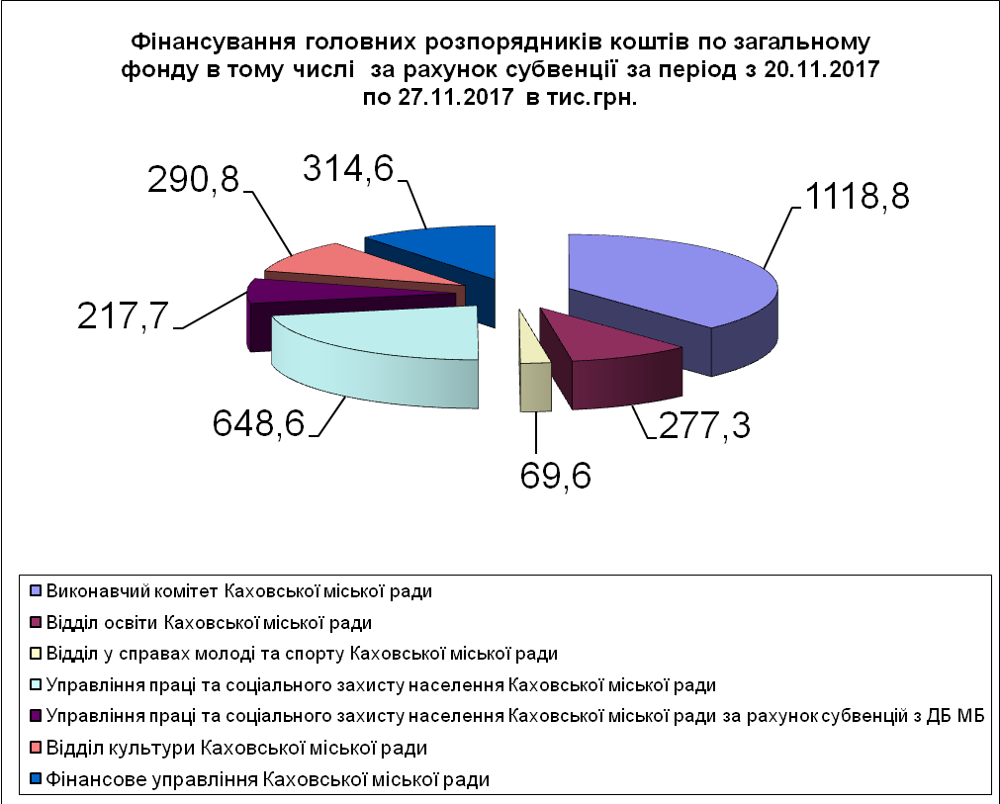 Фінансування головних розпорядників коштів по загальному
фонду в тому числі за рахунок субвенції за період з 20.11.2017
по 27.11.2017 в тис.грн.
314,6
290,8
1118,8
217,7
648,6
277,3
69,6
Виконавчий комітет Каховської міської ради
Відділ освіти Каховської міської ради
Відділ у справах молоді та спорту Каховської міської ради
Управління праці та соціального захисту населення Каховської міської ради
Управління праці та соціального захисту населення Каховської міської ради за рахунок субвенцій з ДБ МБ
Відділ культури Каховської міської ради
Фінансове управління Каховської міської ради